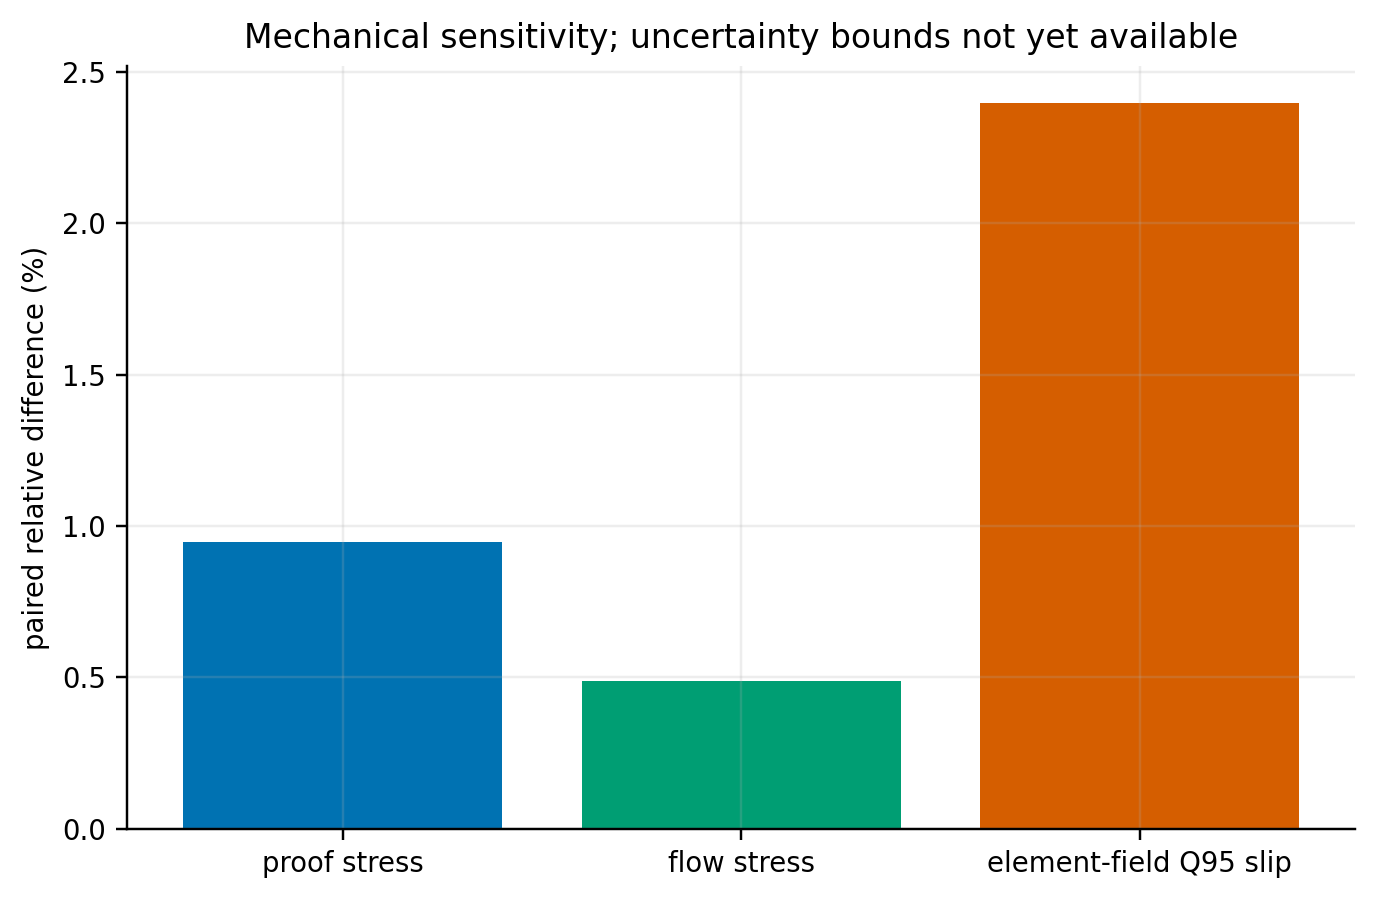 Mechanical sensitivity; uncertainty bounds not yet available
paired relative difference (%)
2.5
2.0
1.5
1.0
0.5
0.0
proof stress
flow stress
element-field Q95 slip